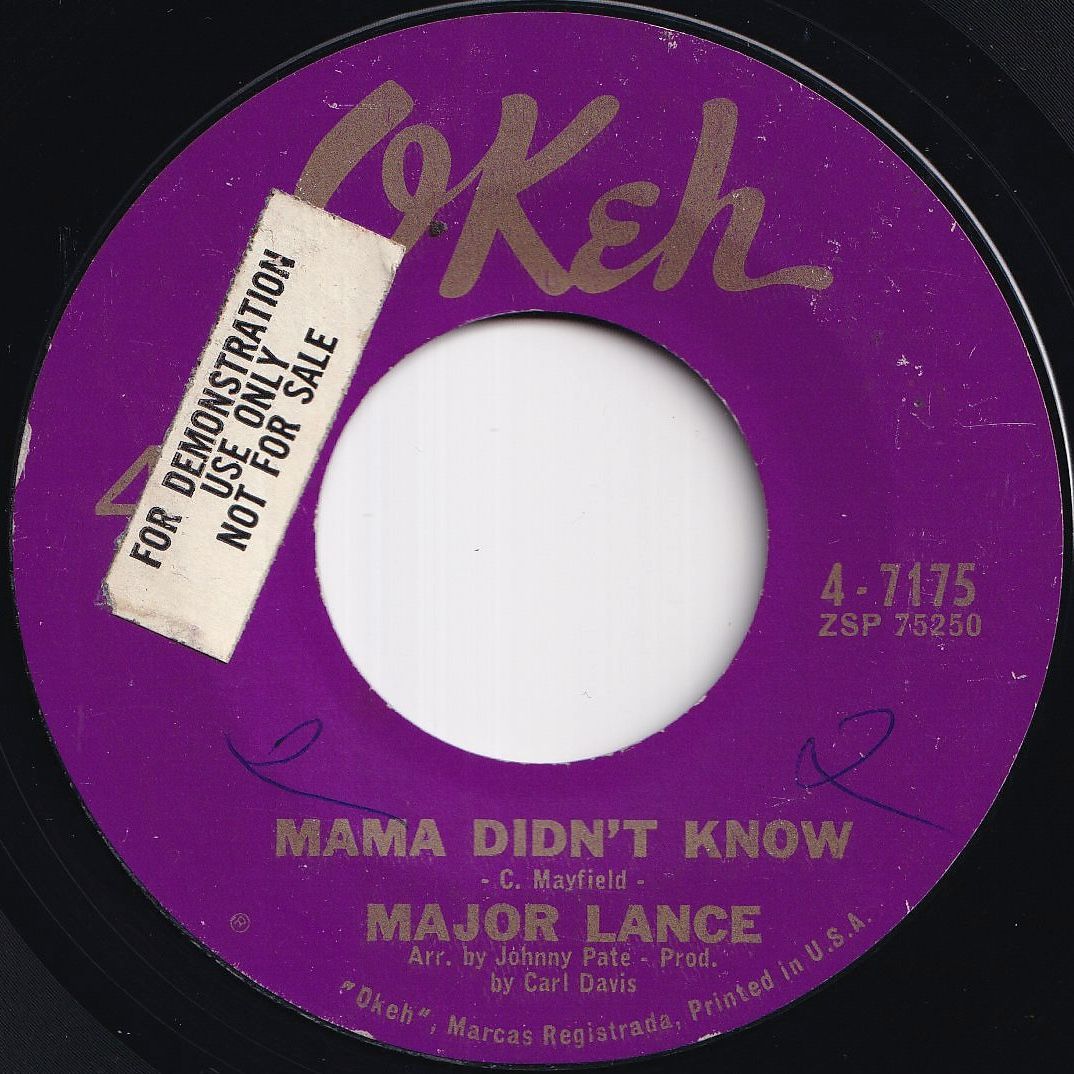 OKeh
FOR DEMONSTRATION
USE ONLY
NOT FOR SALE
4-7175
ZSP 75250
MAMA DIDN'T KNOW
- C. Mayfield -
MAJOR LANCE
Arr. by Johnny Pate - Prod.
by Carl Davis
®
"Okeh", Marcas Registrada, Printed in U.S.A.